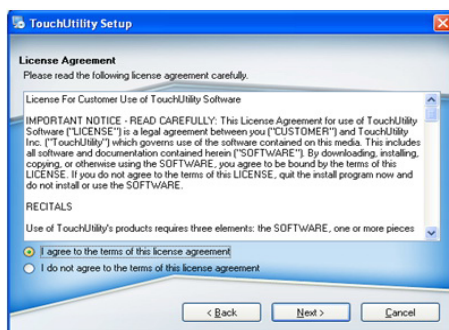 TouchUtility Setup
License Agreement
Please read the following license agreement carefully.
License For Customer Use of TouchUtility Software
IMPORTANT NOTICE - READ CAREFULLY: This License Agreement for use of TouchUtility
Software ("LICENSE") is a legal agreement between you ("CUSTOMER") and TouchUtility
Inc. ("TouchUtility") which governs use of the software contained on this media. This includes
all software and documentation contained herein ("SOFTWARE"). By downloading, installing,
copying, or otherwise using the SOFTWARE, you agree to be bound by the terms of this
LICENSE. If you do not agree to the terms of this LICENSE, quit the install program now and
do not install or use the SOFTWARE.
RECITALS
Use of TouchUtility's products requires three elements: the SOFTWARE, one or more pieces
I agree to the terms of this license agreement
I do not agree to the terms of this license agreement
< Back Next > Cancel